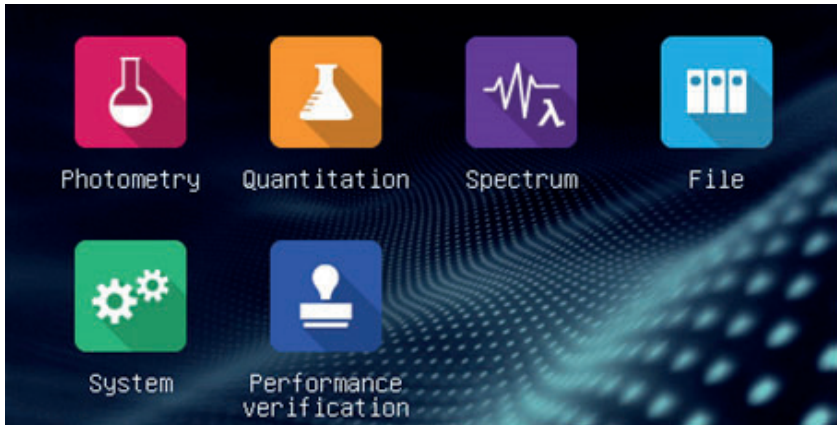 Photometry
Quantitation
Spectrum
λ
File
System
Performance
verification